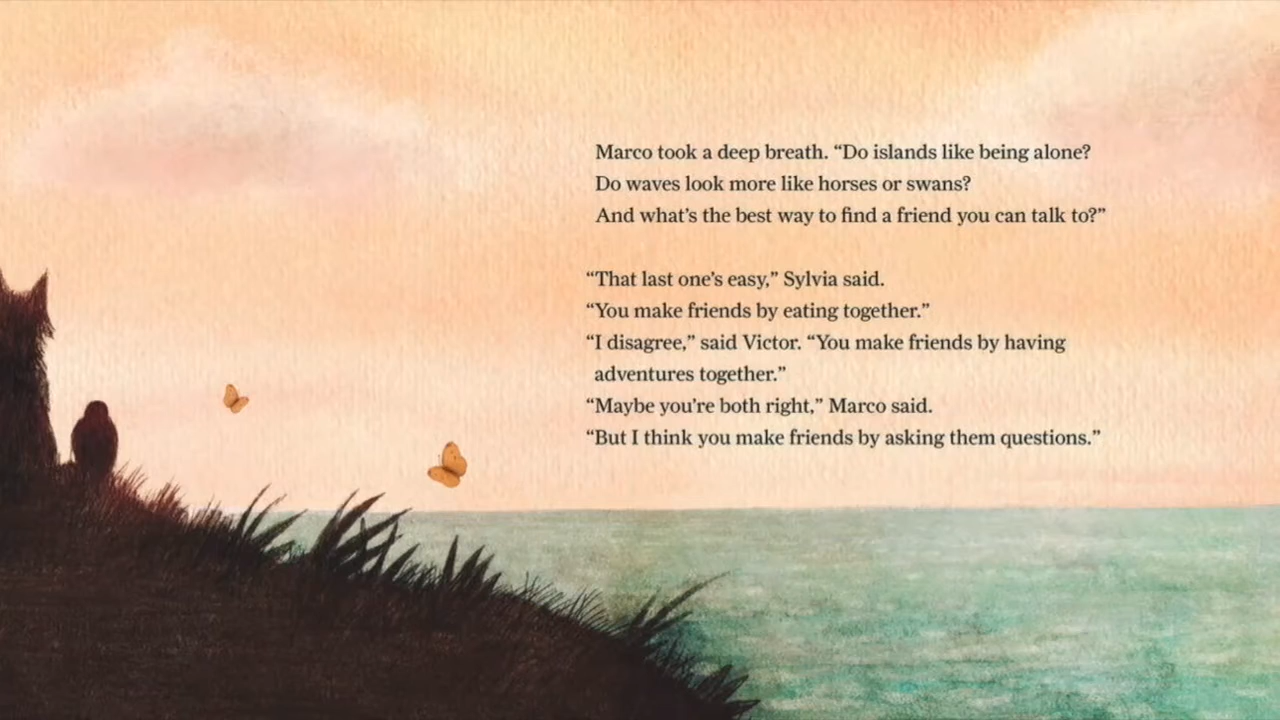 Marco took a deep breath. “Do islands like being alone?
Do waves look more like horses or swans?
And what’s the best way to find a friend you can talk to?”
“That last one’s easy,” Sylvia said.
“You make friends by eating together.”
“I disagree,” said Victor. “You make friends by having
adventures together.”
“Maybe you’re both right,” Marco said.
“But I think you make friends by asking them questions.”